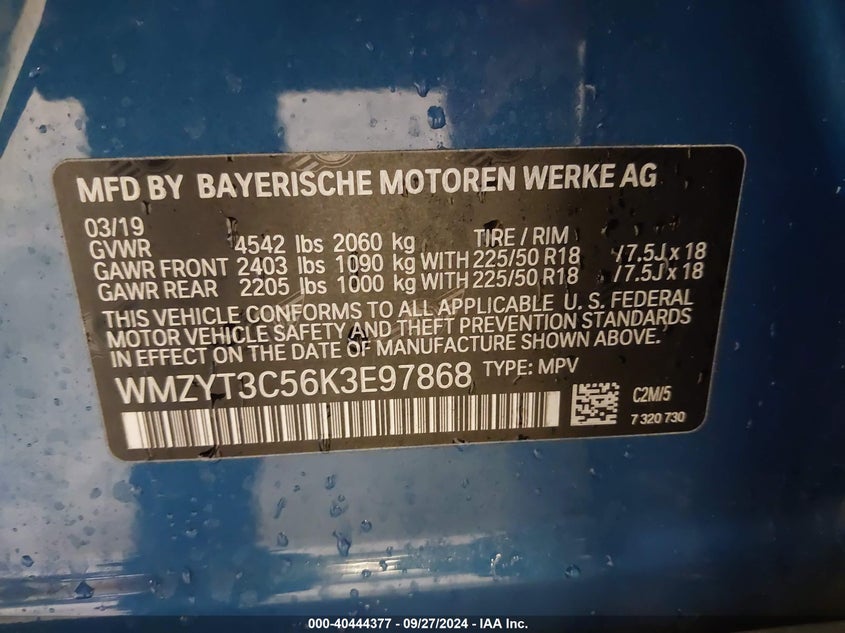 MFD BY BAYERISCHE MOTOREN WERKE AG
03/19 TIRE / RIM
GVWR 4542 lbs 2060 kg
GAWR FRONT 2403 lbs 1090 kg WITH 225/50 R18 /7.5J x 18
GAWR REAR 2205 lbs 1000 kg WITH 225/50 R18 /7.5J x 18
THIS VEHICLE CONFORMS TO ALL APPLICABLE U. S. FEDERAL
MOTOR VEHICLE SAFETY AND THEFT PREVENTION STANDARDS
IN EFFECT ON THE DATE OF MANUFACTURE SHOWN ABOVE.
WMZYT3C56K3E97868 TYPE: MPV
C2M/5
7 320 730
000-40444377 - 09/27/2024 - IAA Inc.